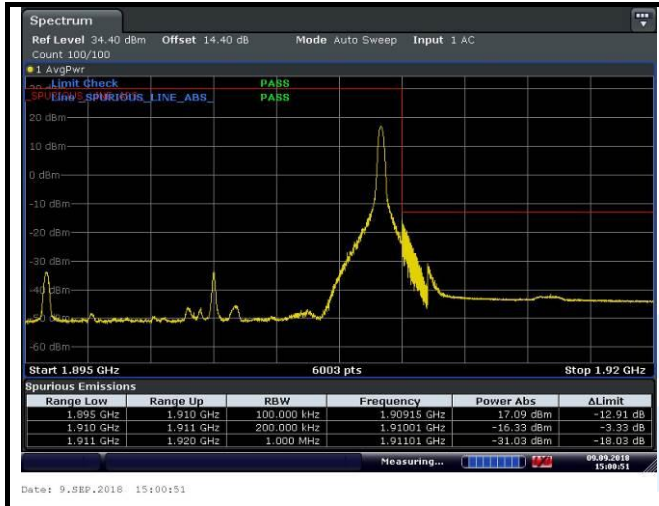 Spectrum
Ref Level 34.40 dBm Offset 14.40 dB Mode Auto Sweep Input 1 AC
Count 100/100
1 AvgPwr
Limit Check PASS
Line _SPURIOUS_LINE_ABS_ PASS
20 dBm
10 dBm
0 dBm
-10 dBm
-20 dBm
-30 dBm
-40 dBm
-50 dBm
-60 dBm
Start 1.895 GHz 6003 pts Stop 1.92 GHz
Spurious Emissions
Range Low Range Up RBW Frequency Power Abs ΔLimit
1.895 GHz 1.910 GHz 100.000 kHz 1.90915 GHz 17.09 dBm -12.91 dB
1.910 GHz 1.911 GHz 200.000 kHz 1.91001 GHz -16.33 dBm -3.33 dB
1.911 GHz 1.920 GHz 1.000 MHz 1.91101 GHz -31.03 dBm -18.03 dB
Measuring... 09.09.2018
15:00:51
Date: 9.SEP.2018 15:00:51